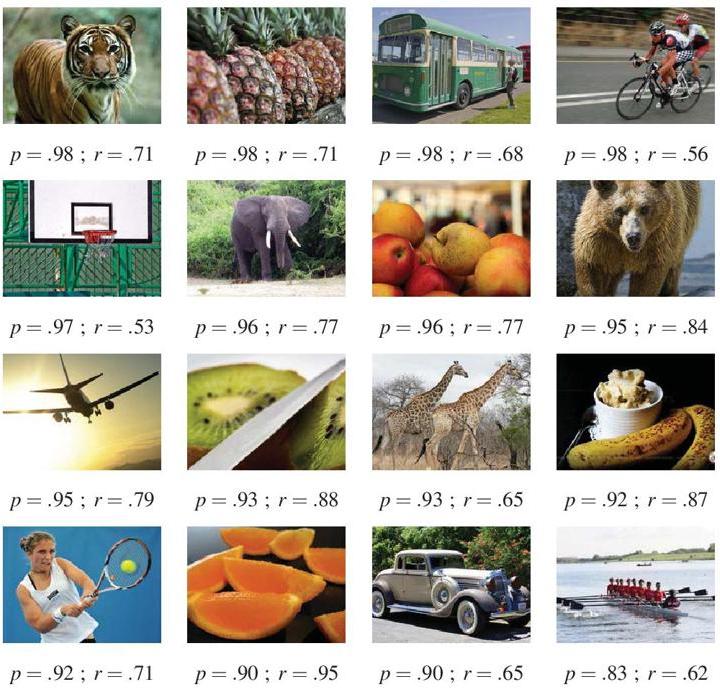 p = .98 ; r = .71
p = .98 ; r = .71
p = .98 ; r = .68
p = .98 ; r = .56
p = .97 ; r = .53
p = .96 ; r = .77
p = .96 ; r = .77
p = .95 ; r = .84
p = .95 ; r = .79
p = .93 ; r = .88
p = .93 ; r = .65
p = .92 ; r = .87
p = .92 ; r = .71
p = .90 ; r = .95
p = .90 ; r = .65
p = .83 ; r = .62